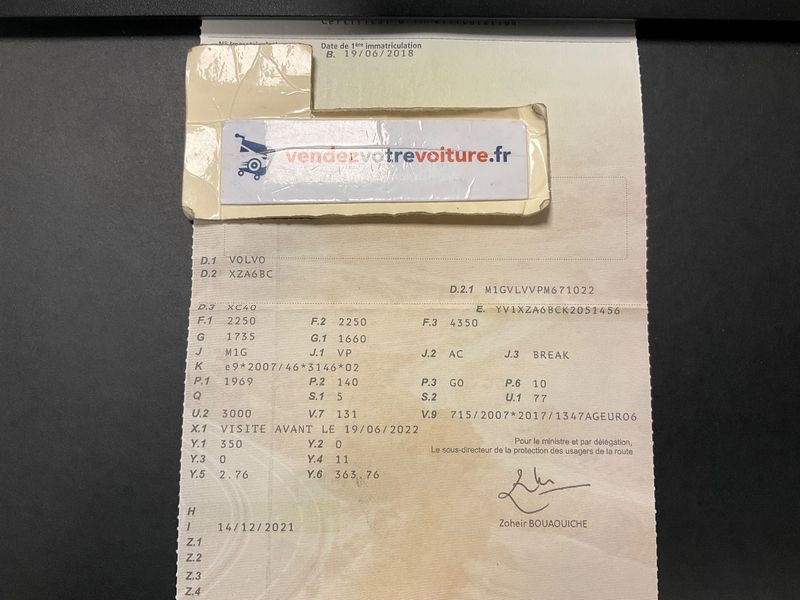 Certificat d'immatriculation
Date de 1ère immatriculation
B. 19/06/2018
vendezvotrevoiture.fr
D.1 VOLVO
D.2 XZA6BC
D.2.1 M1GVLVVPM671022
D.3 XC40 E. YV1XZA6BCK2051456
F.1 2250 F.2 2250 F.3 4350
G 1735 G.1 1660
J M1G J.1 VP J.2 AC J.3 BREAK
K e9*2007/46*3146*02
P.1 1969 P.2 140 P.3 GO P.6 10
Q S.1 5 S.2 U.1 77
U.2 3000 V.7 131 V.9 715/2007*2017/1347AGEURO6
X.1 VISITE AVANT LE 19/06/2022
Y.1 350 Y.2 0
Y.3 0 Y.4 11
Y.5 2.76 Y.6 363.76
Pour le ministre et par délégation,
Le sous-directeur de la protection des usagers de la route
Zoheir BOUAOUICHE
H
I 14/12/2021
Z.1
Z.2
Z.3
Z.4